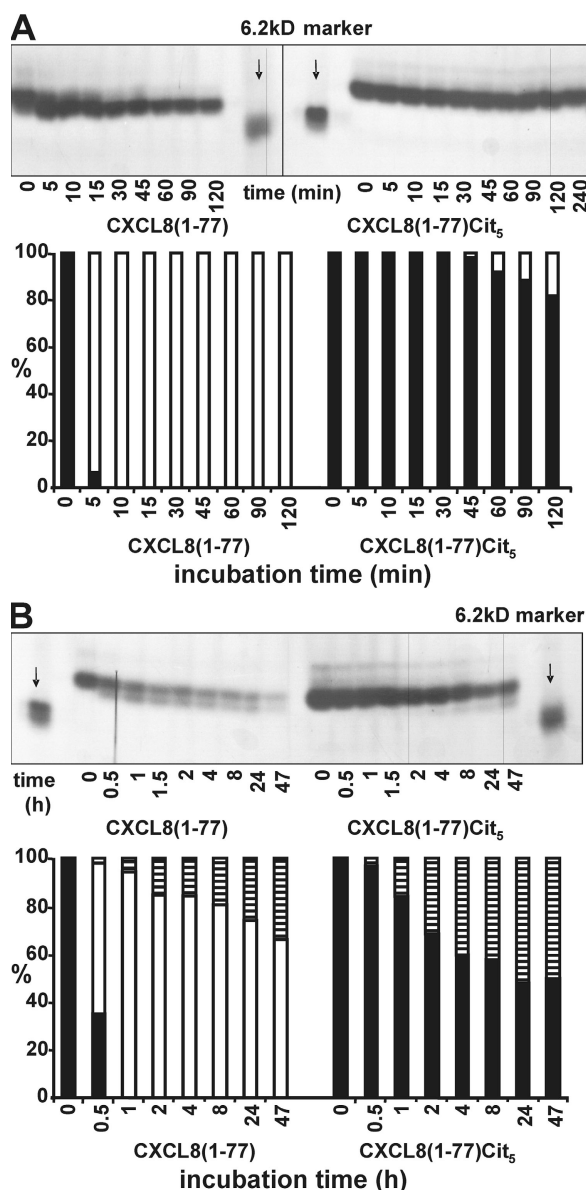 A
6.2kD marker
0 5 10 15 30 45 60 90 120 time (min) 0 5 10 15 30 45 60 90 120 240
CXCL8(1-77) CXCL8(1-77)Cit5
100
80
60
%
40
20
0
0 5 10 15 30 45 60 90 120 0 5 10 15 30 45 60 90 120
CXCL8(1-77) CXCL8(1-77)Cit5
incubation time (min)
B
6.2kD marker
time (h) 0 0.5 1 1.5 2 4 8 24 47 0 0.5 1 1.5 2 4 8 24 47
CXCL8(1-77) CXCL8(1-77)Cit5
100
80
60
%
40
20
0
0 0.5 1 2 4 8 24 47 0 0.5 1 2 4 8 24 47
CXCL8(1-77) CXCL8(1-77)Cit5
incubation time (h)